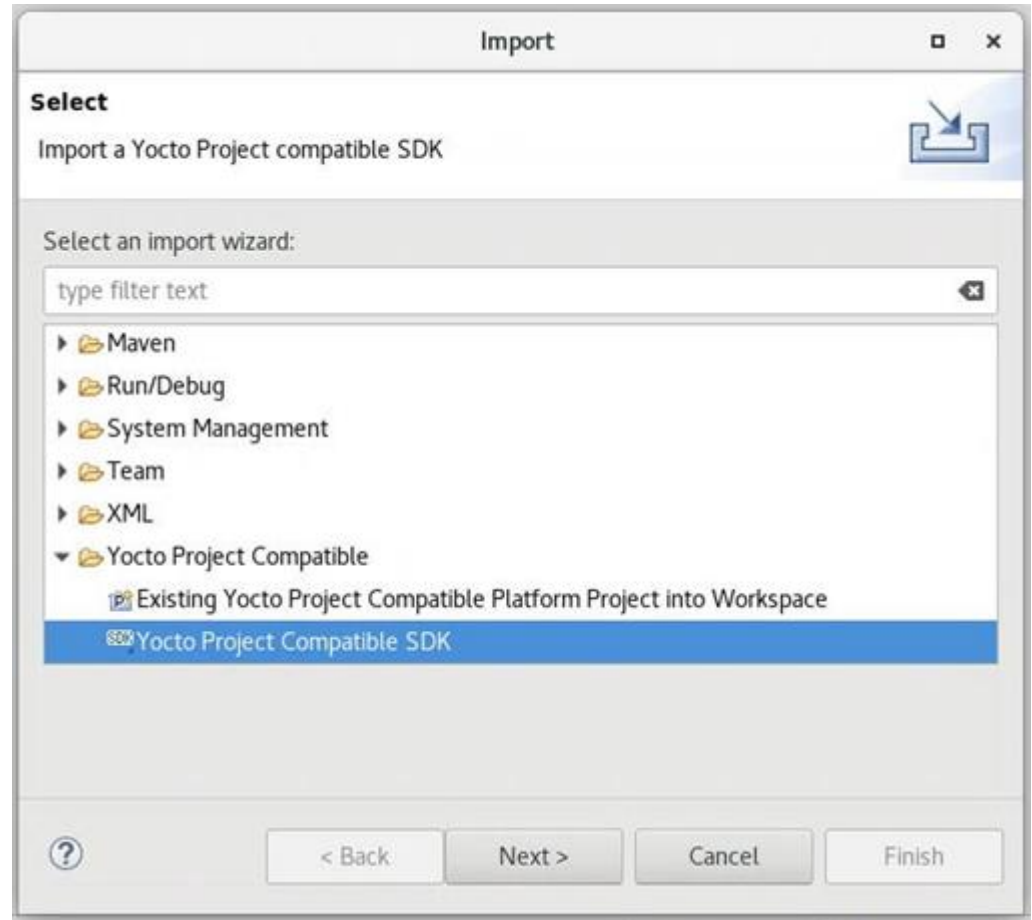 Import
Select
Import a Yocto Project compatible SDK
Select an import wizard:
type filter text
Maven
Run/Debug
System Management
Team
XML
Yocto Project Compatible
Existing Yocto Project Compatible Platform Project into Workspace
SDK Yocto Project Compatible SDK
? < Back Next > Cancel Finish